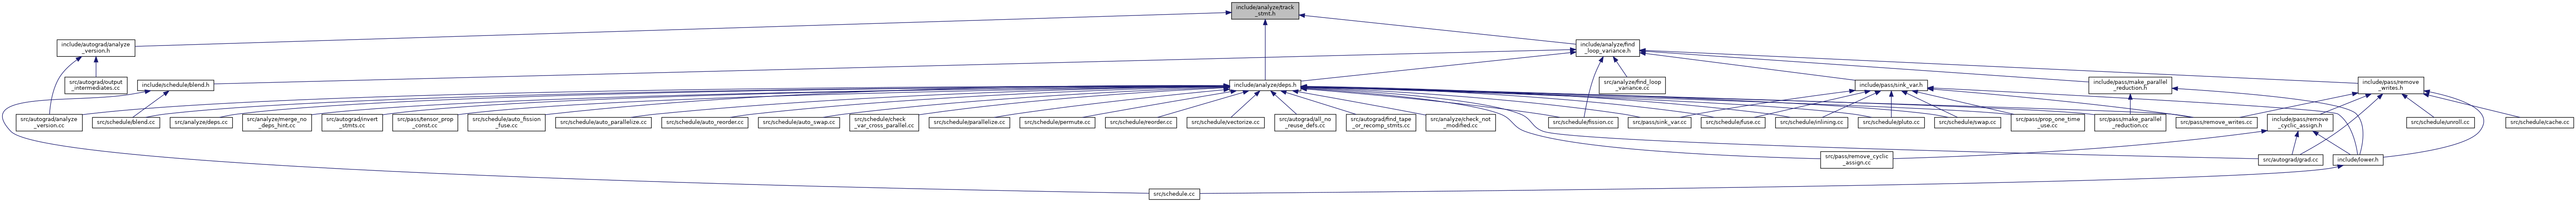 include/analyze/track
_stmt.h
include/autograd/analyze
_version.h
include/analyze/find
_loop_variance.h
src/autograd/output
_intermediates.cc
include/schedule/blend.h
include/analyze/deps.h
src/analyze/find_loop
_variance.cc
include/pass/sink_var.h
include/pass/make_parallel
_reduction.h
include/pass/remove
_writes.h
src/autograd/analyze
_version.cc
src/schedule/blend.cc
src/analyze/deps.cc
src/analyze/merge_no
_deps_hint.cc
src/autograd/invert
_stmts.cc
src/pass/tensor_prop
_const.cc
src/schedule/auto_fission
_fuse.cc
src/schedule/auto_parallelize.cc
src/schedule/auto_reorder.cc
src/schedule/auto_swap.cc
src/schedule/check
_var_cross_parallel.cc
src/schedule/parallelize.cc
src/schedule/permute.cc
src/schedule/reorder.cc
src/schedule/vectorize.cc
src/autograd/all_no
_reuse_defs.cc
src/autograd/find_tape
_or_recomp_stmts.cc
src/analyze/check_not
_modified.cc
src/schedule/fission.cc
src/pass/sink_var.cc
src/schedule/fuse.cc
src/schedule/inlining.cc
src/schedule/pluto.cc
src/schedule/swap.cc
src/pass/prop_one_time
_use.cc
src/pass/make_parallel
_reduction.cc
src/pass/remove_writes.cc
include/pass/remove
_cyclic_assign.h
src/schedule/unroll.cc
src/schedule/cache.cc
src/pass/remove_cyclic
_assign.cc
src/autograd/grad.cc
include/lower.h
src/schedule.cc